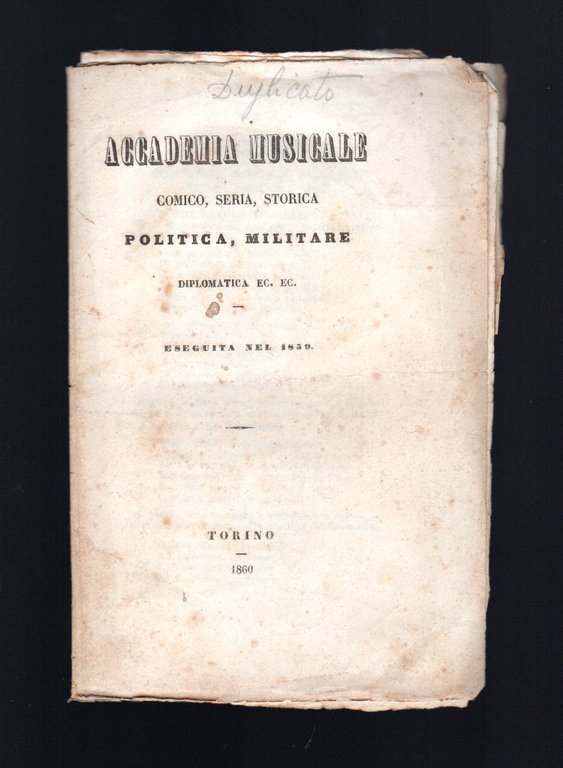 Duplicato
ACCADEMIA MUSICALE
COMICO, SERIA, STORICA
POLITICA, MILITARE
DIPLOMATICA EC. EC.
ESEGUITA NEL 1859.
TORINO
1860